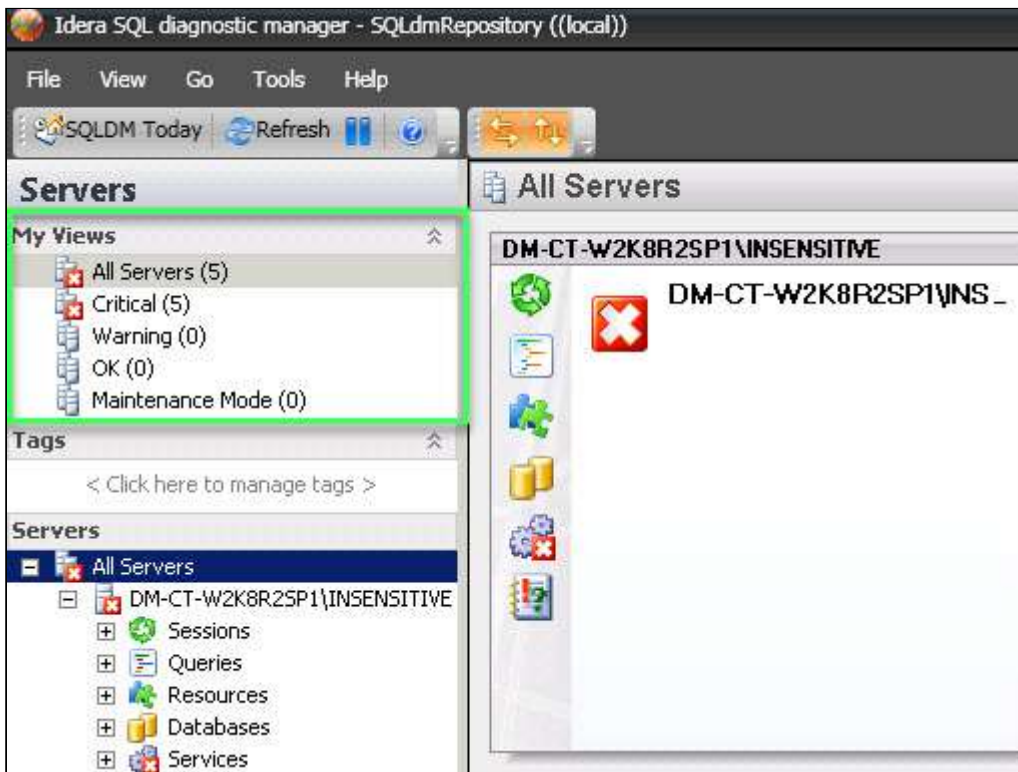 Idera SQL diagnostic manager - SQLdmRepository ((local))
File View Go Tools Help
SQLDM Today Refresh
Servers
All Servers
My Views
All Servers (5)
Critical (5)
Warning (0)
OK (0)
Maintenance Mode (0)
Tags
< Click here to manage tags >
Servers
All Servers
DM-CT-W2K8R2SP1\INSENSITIVE
Sessions
Queries
Resources
Databases
Services
DM-CT-W2K8R2SP1\INSENSITIVE
DM-CT-W2K8R2SP1\INS...